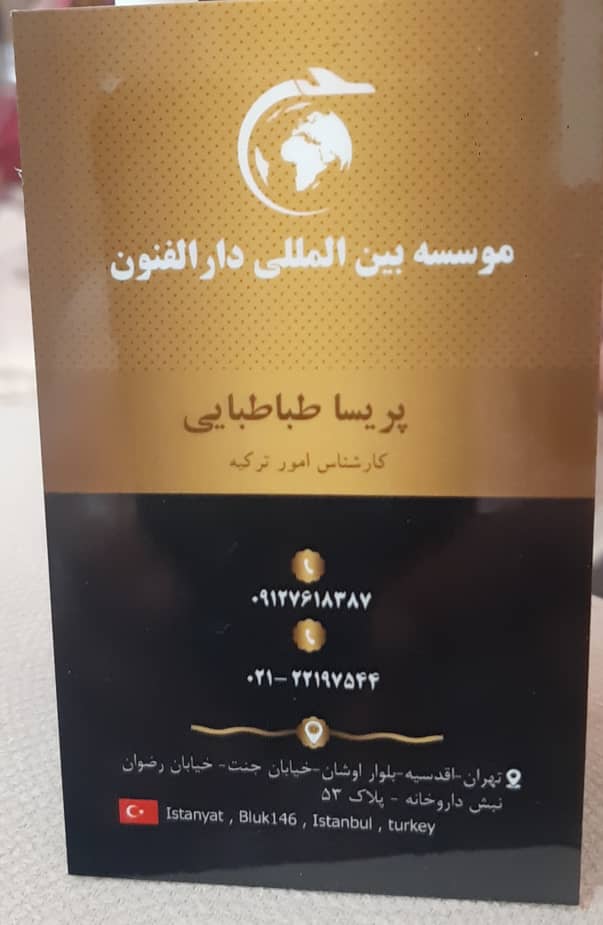 موسسه بین المللی دارالفنون
پریسا طباطبایی
کارشناس امور ترکیه
۰۹۱۲۷۶۱۸۳۸۷
۰۲۱-۲۲۱۹۷۵۴۴
تهران-اقدسیه-بلوار اوشان-خیابان جنت- خیابان رضوان
نبش داروخانه - پلاک ۵۳
Istanyat , Bluk146 , Istanbul , turkey